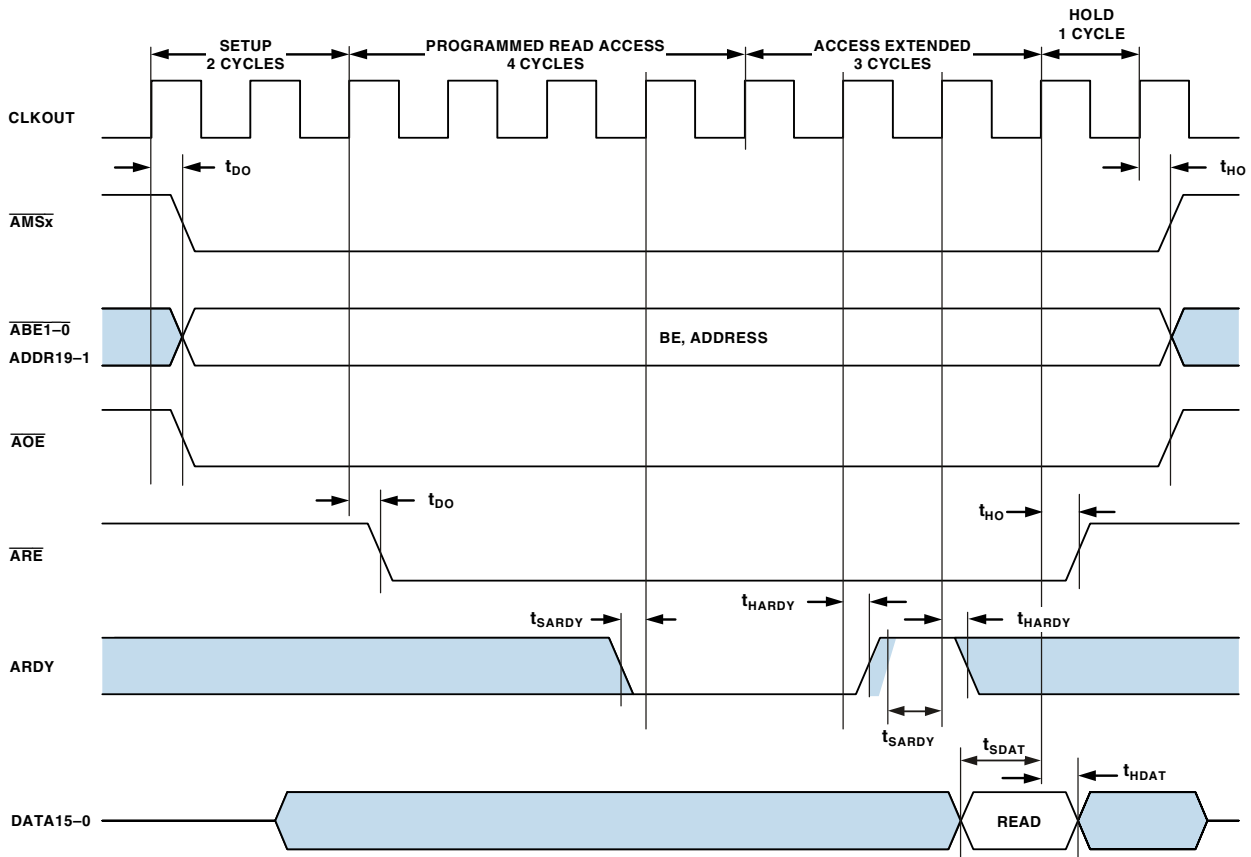 HOLD
1 CYCLE
SETUP
2 CYCLES
PROGRAMMED READ ACCESS
4 CYCLES
ACCESS EXTENDED
3 CYCLES
CLKOUT
tDO
tHO
AMSx
ABE1–0
ADDR19–1
BE, ADDRESS
AOE
tDO
tHO
ARE
tSARDY
tHARDY
tHARDY
ARDY
tSARDY
tSDAT
tHDAT
DATA15–0
READ